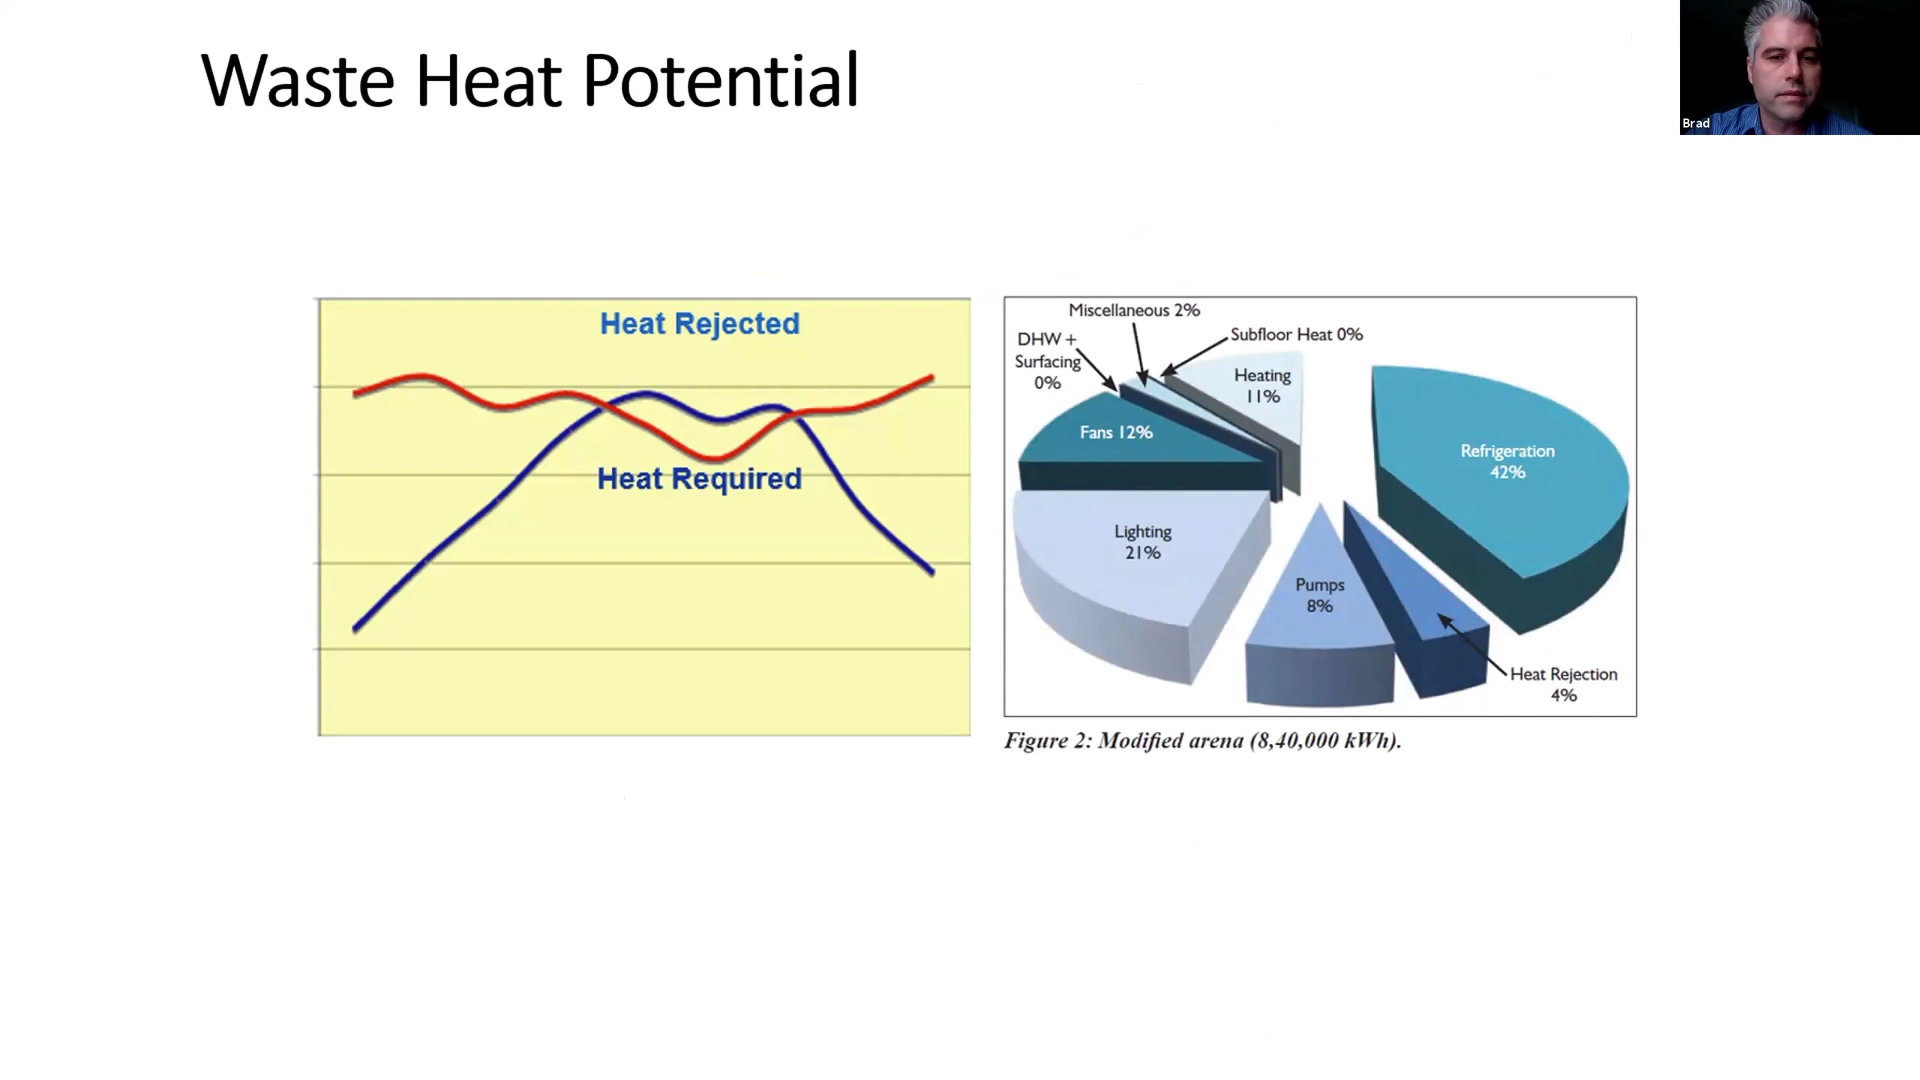 Waste Heat Potential
Brad
Heat Rejected
Heat Required
Miscellaneous 2%
Subfloor Heat 0%
DHW +
Surfacing
0%
Heating
11%
Fans 12%
Refrigeration
42%
Lighting
21%
Pumps
8%
Heat Rejection
4%
Figure 2: Modified arena (8,40,000 kWh).